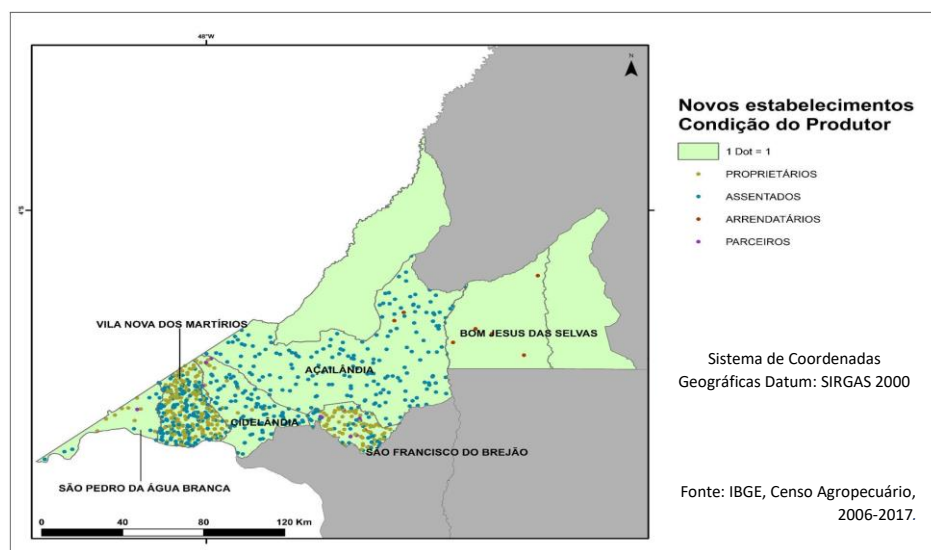 48°W
4°S
Novos estabelecimentos
Condição do Produtor
1 Dot = 1
PROPRIETÁRIOS
ASSENTADOS
ARRENDATÁRIOS
PARCEIROS
VILA NOVA DOS MARTÍRIOS
BOM JESUS DAS SELVAS
AÇAILÂNDIA
CIDELÂNDIA
SÃO FRANCISCO DO BREJÃO
SÃO PEDRO DA ÁGUA BRANCA
Sistema de Coordenadas
Geográficas Datum: SIRGAS 2000
Fonte: IBGE, Censo Agropecuário,
2006-2017.
0 40 80 120 Km
N